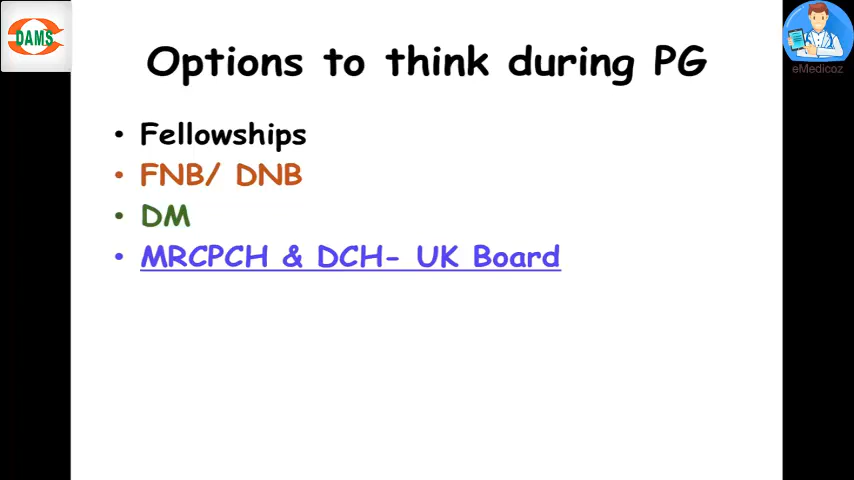 DAMS
eMedicoz
Options to think during PG
• Fellowships
• FNB/ DNB
• DM
• MRCPCH & DCH- UK Board